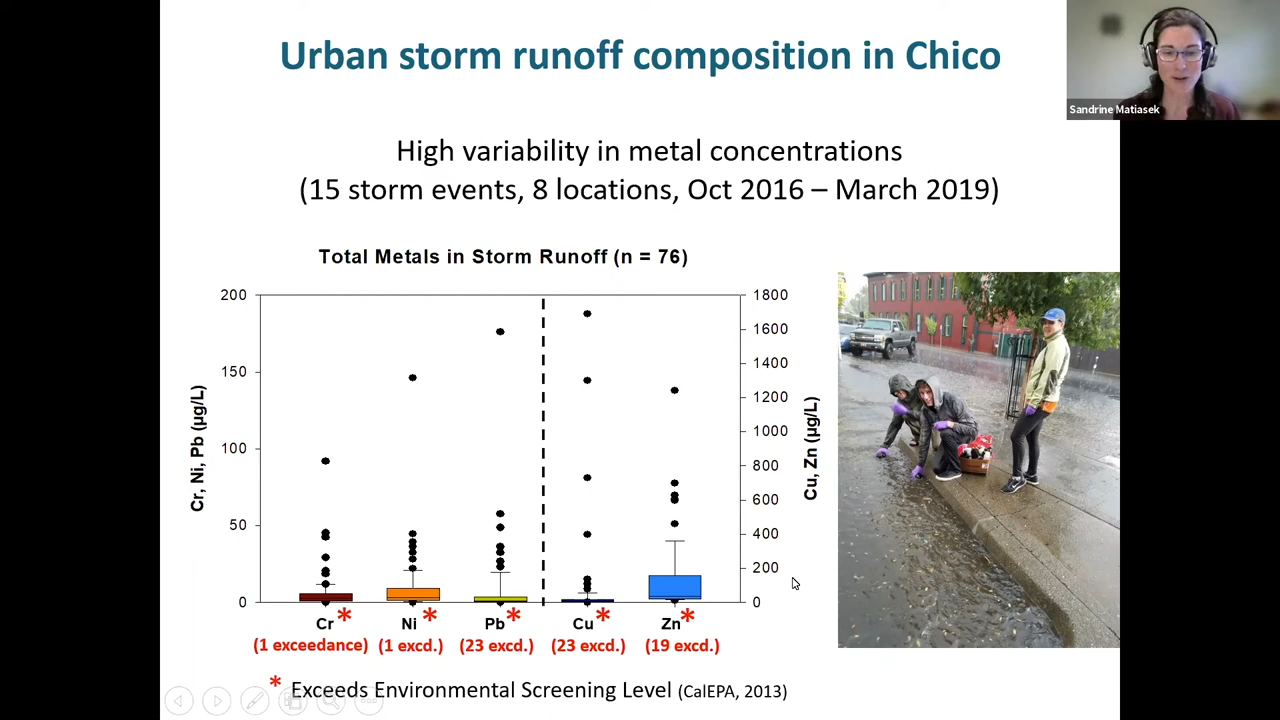 Urban storm runoff composition in Chico
Sandrine Matiasek
High variability in metal concentrations
(15 storm events, 8 locations, Oct 2016 – March 2019)
Total Metals in Storm Runoff (n = 76)
Cr, Ni, Pb (µg/L)
200
150
100
50
0
1800
1600
1400
1200
1000
800
600
400
200
0
Cu, Zn (µg/L)
Cr* Ni* Pb* Cu* Zn*
(1 exceedance) (1 excd.) (23 excd.) (23 excd.) (19 excd.)
* Exceeds Environmental Screening Level (CalEPA, 2013)